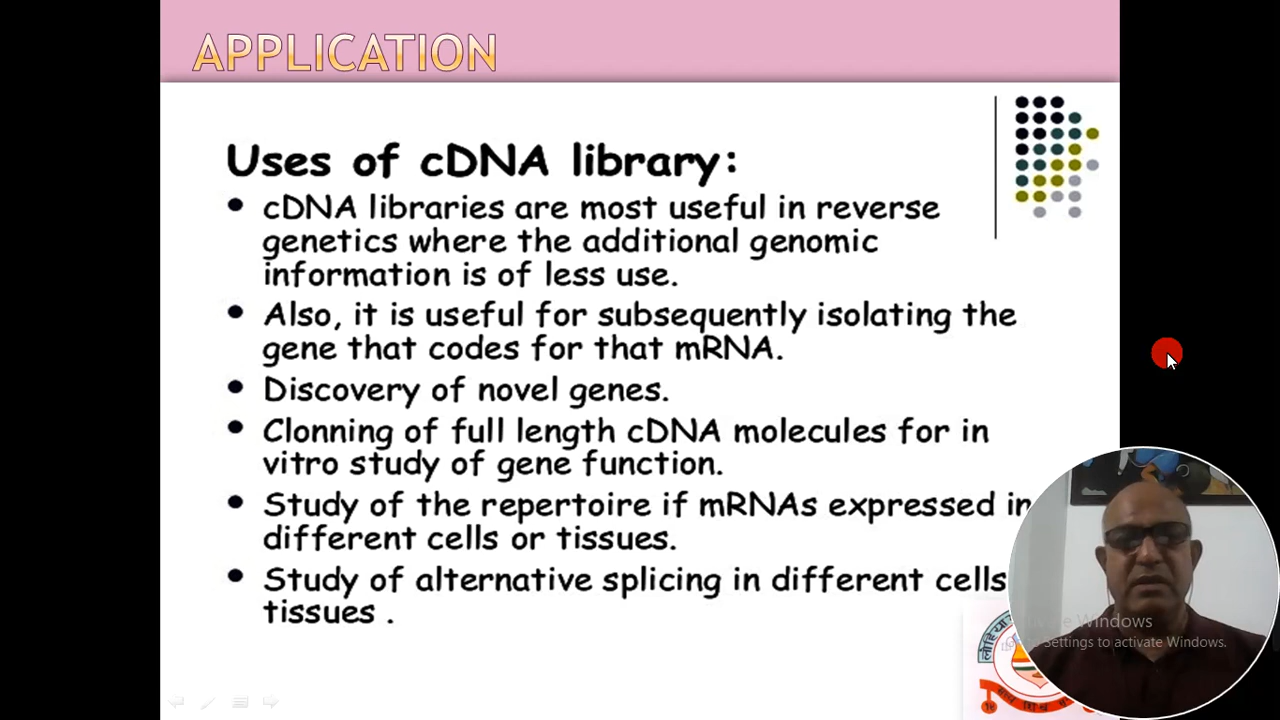 APPLICATION
Uses of cDNA library:
• cDNA libraries are most useful in reverse
genetics where the additional genomic
information is of less use.
• Also, it is useful for subsequently isolating the
gene that codes for that mRNA.
• Discovery of novel genes.
• Clonning of full length cDNA molecules for in
vitro study of gene function.
• Study of the repertoire if mRNAs expressed in
different cells or tissues.
• Study of alternative splicing in different cells
tissues .
Windows
Settings to activate Windows.